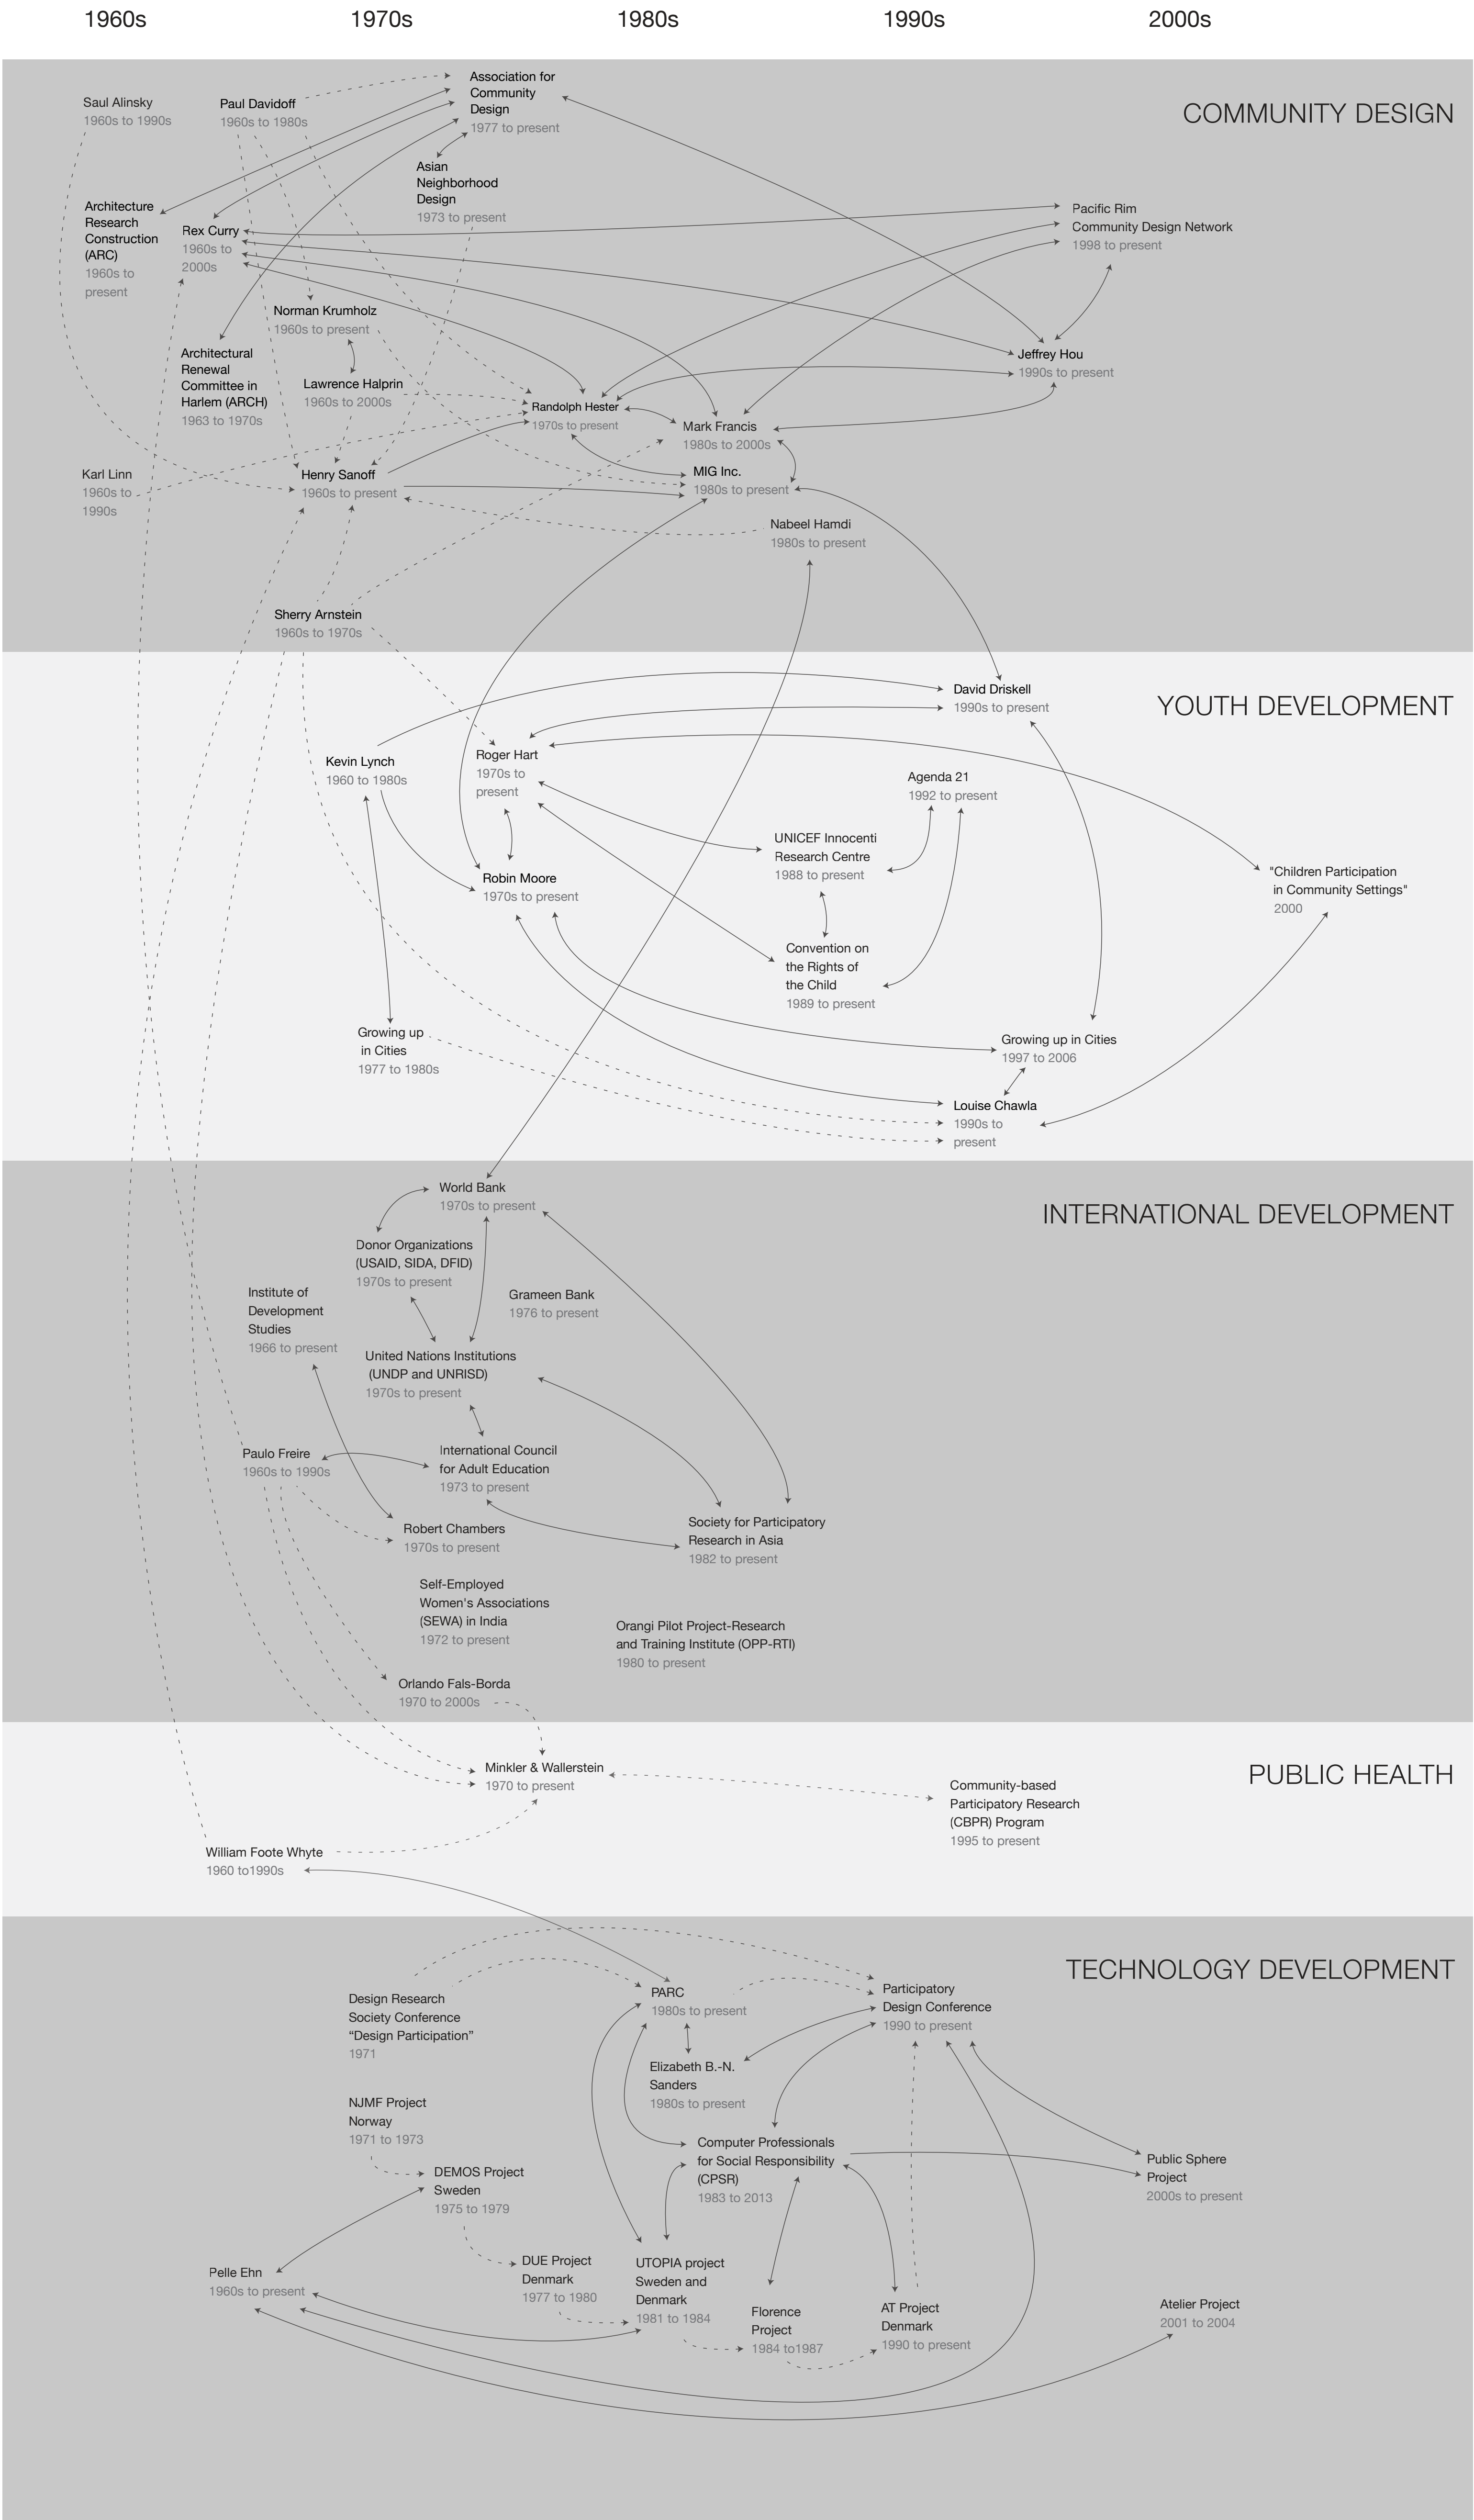 1960s
1970s
1980s
1990s
2000s
COMMUNITY DESIGN
Saul Alinsky
1960s to 1990s
Paul Davidoff
1960s to 1980s
Association for
Community
Design
1977 to present
Asian
Neighborhood
Design
1973 to present
Architecture
Research
Construction
(ARC)
1960s to
present
Rex Curry
1960s to
2000s
Pacific Rim
Community Design Network
1998 to present
Norman Krumholz
1960s to present
Architectural
Renewal
Committee in
Harlem (ARCH)
1963 to 1970s
Lawrence Halprin
1960s to 2000s
Jeffrey Hou
1990s to present
Randolph Hester
1970s to present
Mark Francis
1980s to 2000s
Karl Linn
1960s to
1990s
Henry Sanoff
1960s to present
MIG Inc.
1980s to present
Nabeel Hamdi
1980s to present
Sherry Arnstein
1960s to 1970s
YOUTH DEVELOPMENT
David Driskell
1990s to present
Kevin Lynch
1960 to 1980s
Roger Hart
1970s to
present
Agenda 21
1992 to present
UNICEF Innocenti
Research Centre
1988 to present
Robin Moore
1970s to present
"Children Participation
in Community Settings"
2000
Convention on
the Rights of
the Child
1989 to present
Growing up
in Cities
1977 to 1980s
Growing up in Cities
1997 to 2006
Louise Chawla
1990s to
present
INTERNATIONAL DEVELOPMENT
World Bank
1970s to present
Donor Organizations
(USAID, SIDA, DFID)
1970s to present
Institute of
Development
Studies
1966 to present
Grameen Bank
1976 to present
United Nations Institutions
(UNDP and UNRISD)
1970s to present
Paulo Freire
1960s to 1990s
International Council
for Adult Education
1973 to present
Robert Chambers
1970s to present
Society for Participatory
Research in Asia
1982 to present
Self-Employed
Women's Associations
(SEWA) in India
1972 to present
Orangi Pilot Project-Research
and Training Institute (OPP-RTI)
1980 to present
Orlando Fals-Borda
1970 to 2000s
PUBLIC HEALTH
Minkler & Wallerstein
1970 to present
Community-based
Participatory Research
(CBPR) Program
1995 to present
William Foote Whyte
1960 to1990s
TECHNOLOGY DEVELOPMENT
Design Research
Society Conference
“Design Participation”
1971
PARC
1980s to present
Participatory
Design Conference
1990 to present
Elizabeth B.-N.
Sanders
1980s to present
NJMF Project
Norway
1971 to 1973
Computer Professionals
for Social Responsibility
(CPSR)
1983 to 2013
DEMOS Project
Sweden
1975 to 1979
Public Sphere
Project
2000s to present
Pelle Ehn
1960s to present
DUE Project
Denmark
1977 to 1980
UTOPIA project
Sweden and
Denmark
1981 to 1984
Florence
Project
1984 to1987
AT Project
Denmark
1990 to present
Atelier Project
2001 to 2004